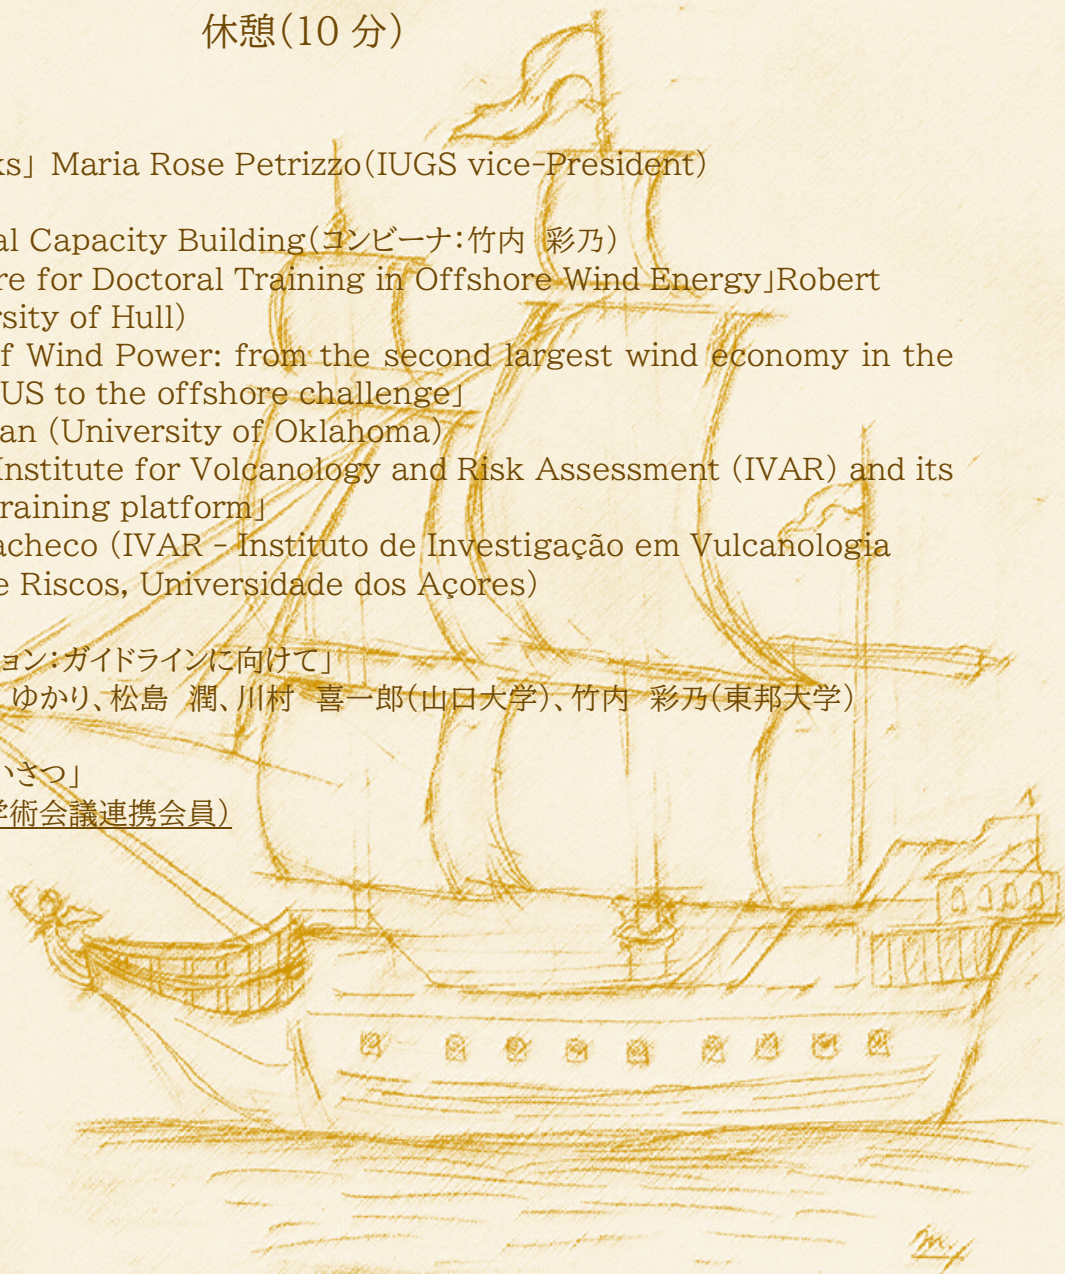 休憩(10 分)
ks」 Maria Rose Petrizzo(IUGS vice-President)
al Capacity Building(コンビーナ:竹内 彩乃)
re for Doctoral Training in Offshore Wind Energy」Robert
rsity of Hull)
f Wind Power: from the second largest wind economy in the
US to the offshore challenge」
an (University of Oklahoma)
Institute for Volcanology and Risk Assessment (IVAR) and its
raining platform」
acheco (IVAR - Instituto de Investigação em Vulcanologia
e Riscos, Universidade dos Açores)
ョン:ガイドラインに向けて」
ゆかり、松島 潤、川村 喜一郎(山口大学)、竹内 彩乃(東邦大学)
いさつ」
学術会議連携会員)